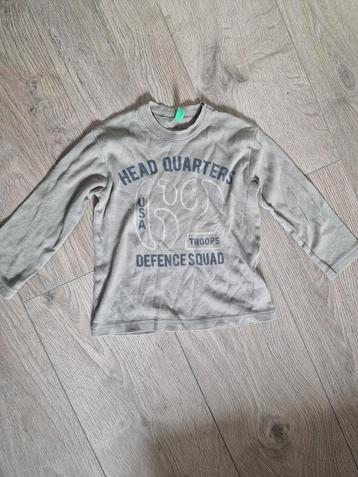 HEAD QUARTERS
USA
62
TROOPS
DEFENCE SQUAD